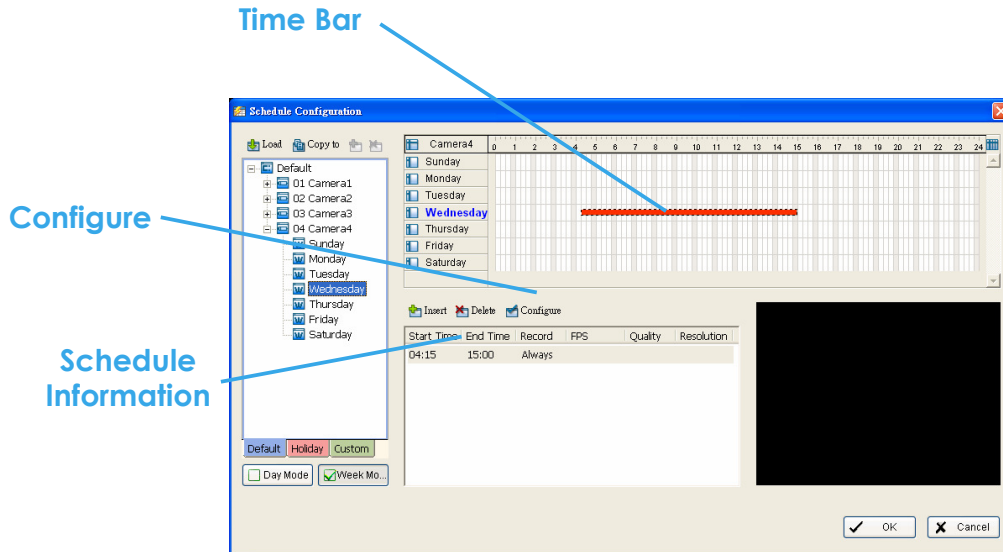 Time Bar
Schedule Configuration
Load Copy to
Default
01 Camera1
02 Camera2
03 Camera3
04 Camera4
Sunday
Monday
Tuesday
Wednesday
Thursday
Friday
Saturday
Default Holiday Custom
Day Mode Week Mo...
Camera4 0 1 2 3 4 5 6 7 8 9 10 11 12 13 14 15 16 17 18 19 20 21 22 23 24
Sunday
Monday
Tuesday
Wednesday
Thursday
Friday
Saturday
Configure
Insert Delete Configure
Start Time End Time Record FPS Quality Resolution
04:15 15:00 Always
Schedule
Information
OK Cancel